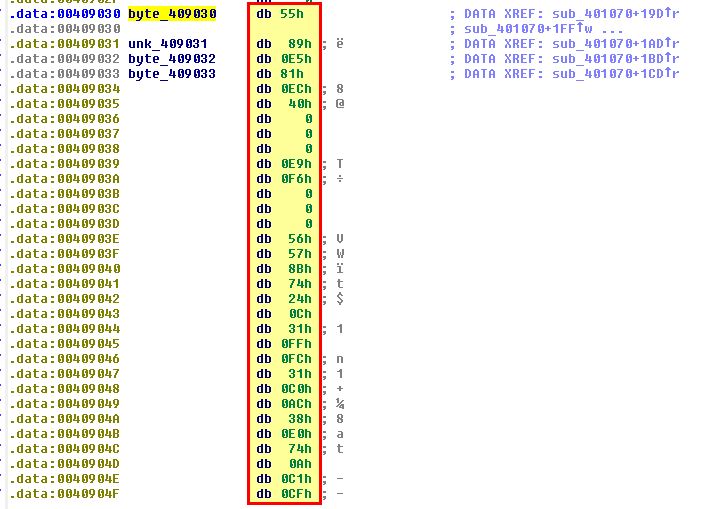 .data:00409030 byte_409030 db 55h ; DATA XREF: sub_401070+19D↑r
.data:00409030 ; sub_401070+1FF↑w ...
.data:00409031 unk_409031 db 89h ; ë ; DATA XREF: sub_401070+1AD↑r
.data:00409032 byte_409032 db 0E5h ; DATA XREF: sub_401070+1BD↑r
.data:00409033 byte_409033 db 81h ; DATA XREF: sub_401070+1CD↑r
.data:00409034 db 0ECh ; 8
.data:00409035 db 40h ; @
.data:00409036 db 0
.data:00409037 db 0
.data:00409038 db 0
.data:00409039 db 0E9h ; T
.data:0040903A db 0F6h ; ÷
.data:0040903B db 0
.data:0040903C db 0
.data:0040903D db 0
.data:0040903E db 56h ; V
.data:0040903F db 57h ; W
.data:00409040 db 8Bh ; ï
.data:00409041 db 74h ; t
.data:00409042 db 24h ; $
.data:00409043 db 0Ch
.data:00409044 db 31h ; 1
.data:00409045 db 0FFh
.data:00409046 db 0FCh ; n
.data:00409047 db 31h ; 1
.data:00409048 db 0C0h ; +
.data:00409049 db 0ACh ; ¼
.data:0040904A db 38h ; 8
.data:0040904B db 0E0h ; a
.data:0040904C db 74h ; t
.data:0040904D db 0Ah
.data:0040904E db 0C1h ; -
.data:0040904F db 0CFh ; -